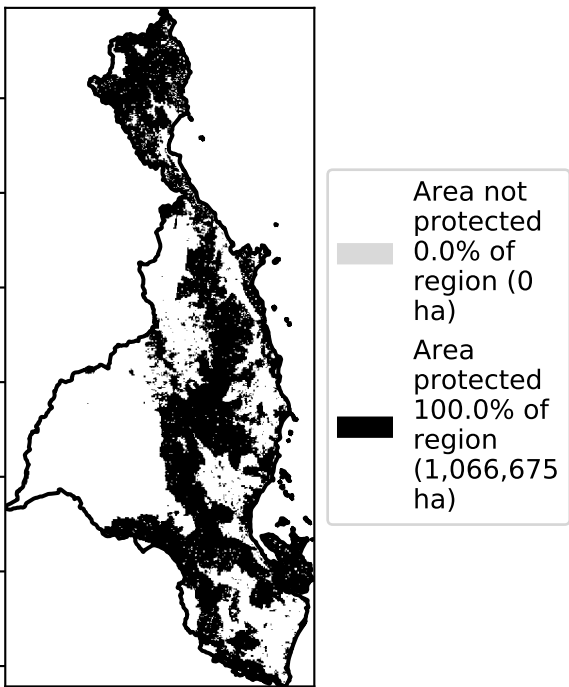 Area not
protected
0.0% of
region (0
ha)
Area
protected
100.0% of
region
(1,066,675
ha)